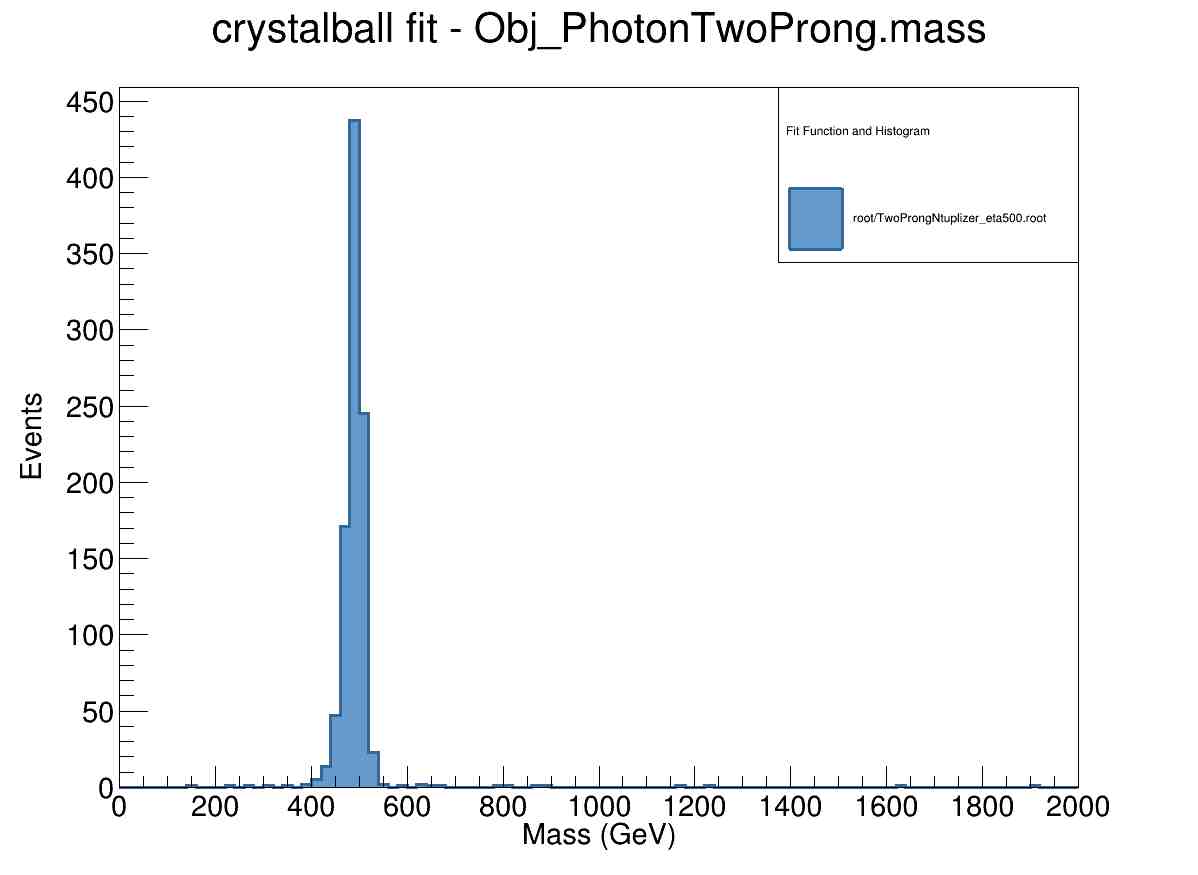 crystalball fit - Obj_PhotonTwoProng.mass
Fit Function and Histogram
root/TwoProngNtuplizer_eta500.root
Events
450
400
350
300
250
200
150
100
50
0
0 200 400 600 800 1000 1200 1400 1600 1800 2000
Mass (GeV)